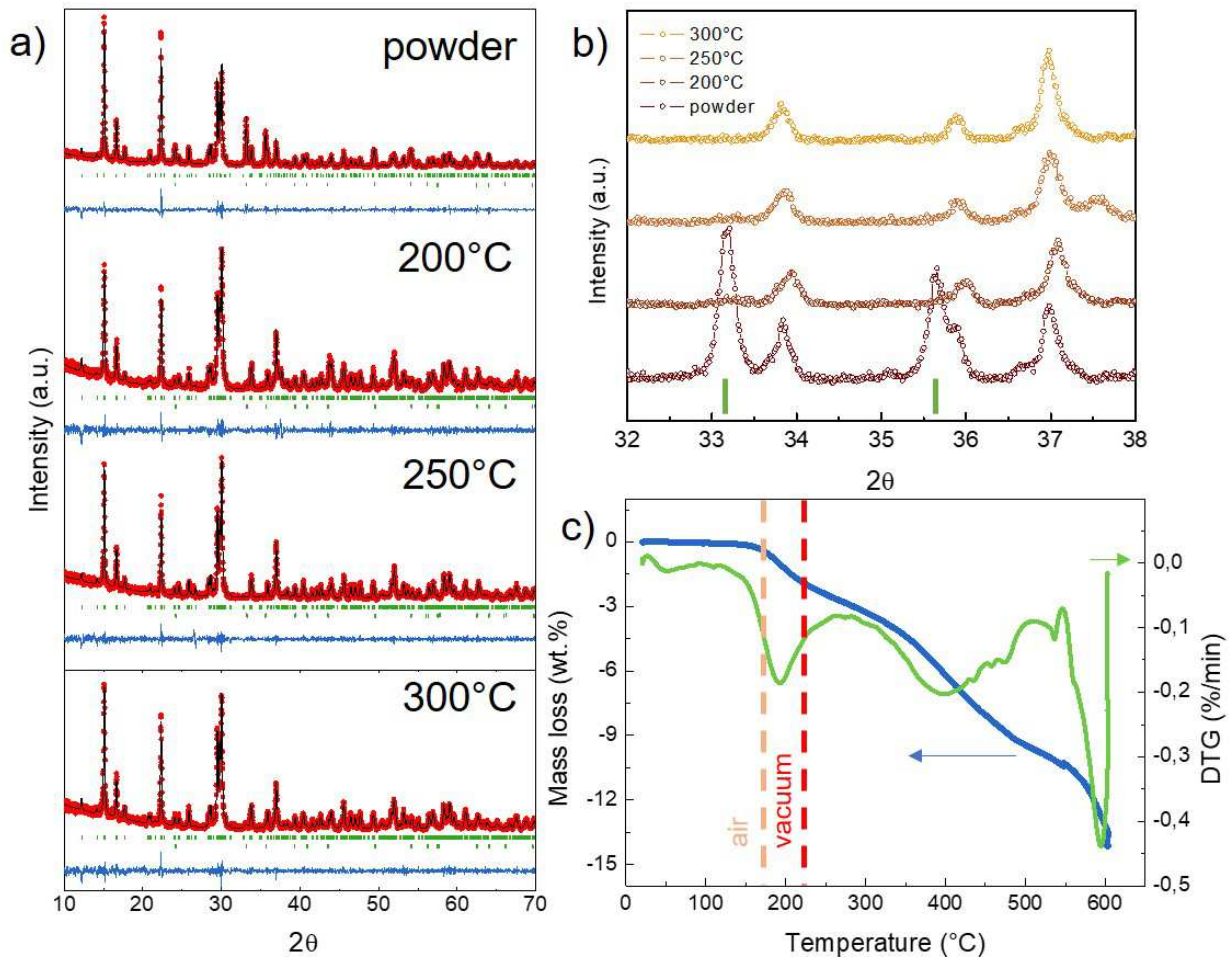 a)
powder
200°C
250°C
300°C
Intensity (a.u.)
10 20 30 40 50 60 70
2θ
b)
300°C
250°C
200°C
powder
Intensity (a.u.)
32 33 34 35 36 37 38
2θ
c)
0
-3
-6
-9
-12
-15
Mass loss (wt. %)
air
vacuum
0,0
-0,1
-0,2
-0,3
-0,4
-0,5
DTG (%/min)
0 100 200 300 400 500 600
Temperature (°C)